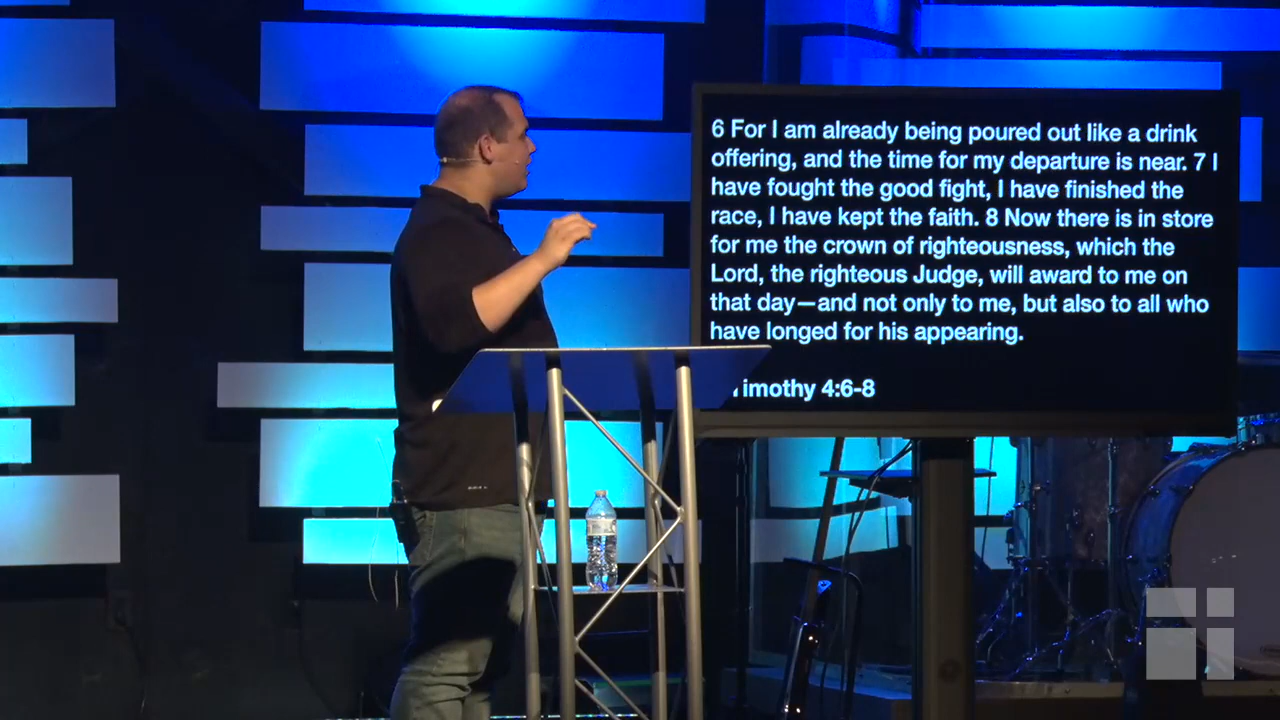 6 For I am already being poured out like a drink
offering, and the time for my departure is near. 7 I
have fought the good fight, I have finished the
race, I have kept the faith. 8 Now there is in store
for me the crown of righteousness, which the
Lord, the righteous Judge, will award to me on
that day—and not only to me, but also to all who
have longed for his appearing.
Timothy 4:6-8